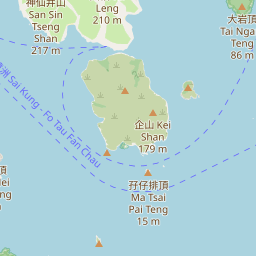 神仙井山
San Sin
Tseng
Shan
217 m
Leng
210 m
大岩頂
Tai Nga
Teng
86 m
Sai Kung - Fo Tau Fan Chau
企山 Kei
Shan
179 m
孖仔排頂
Ma Tsai
Pai Teng
15 m